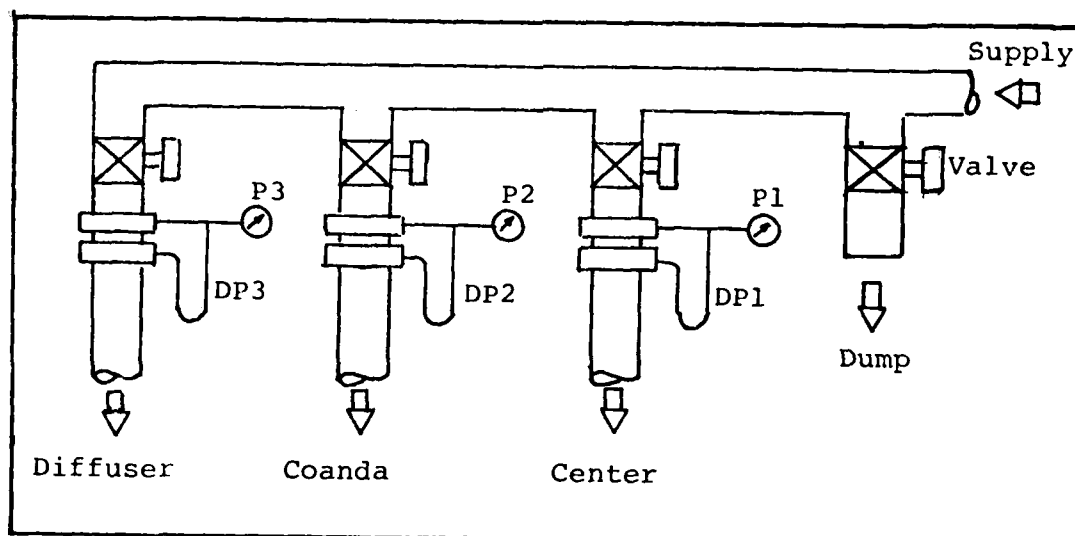 Supply
Valve
P3
P2
P1
DP3
DP2
DP1
Dump
Diffuser
Coanda
Center